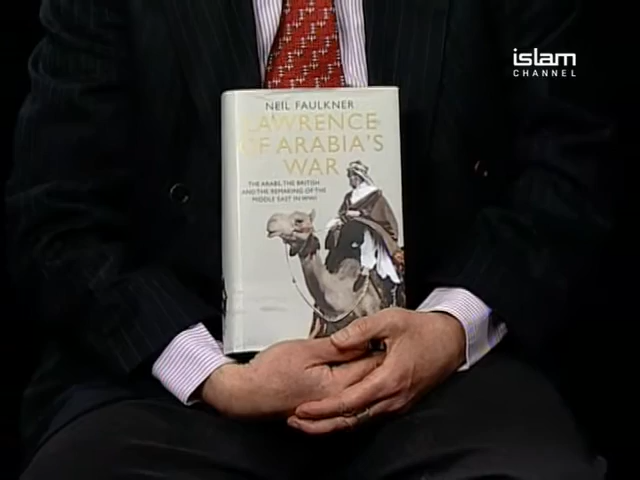 islam
CHANNEL
NEIL FAULKNER
LAWRENCE
OF ARABIA'S
WAR
THE ARABS, THE BRITISH
AND THE REMAKING OF THE
MIDDLE EAST IN WWI